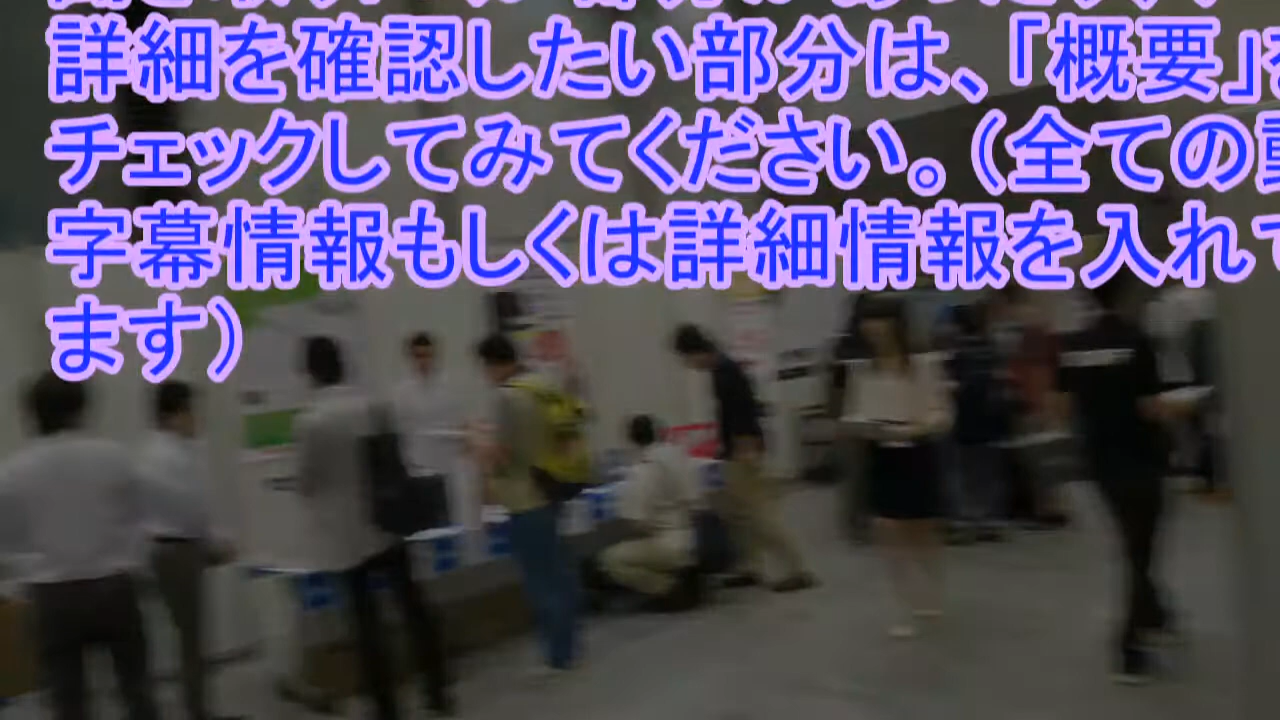 詳細を確認したい部分は、「概要」を
チェックしてみてください。（全ての動
字幕情報もしくは詳細情報を入れて
ます）